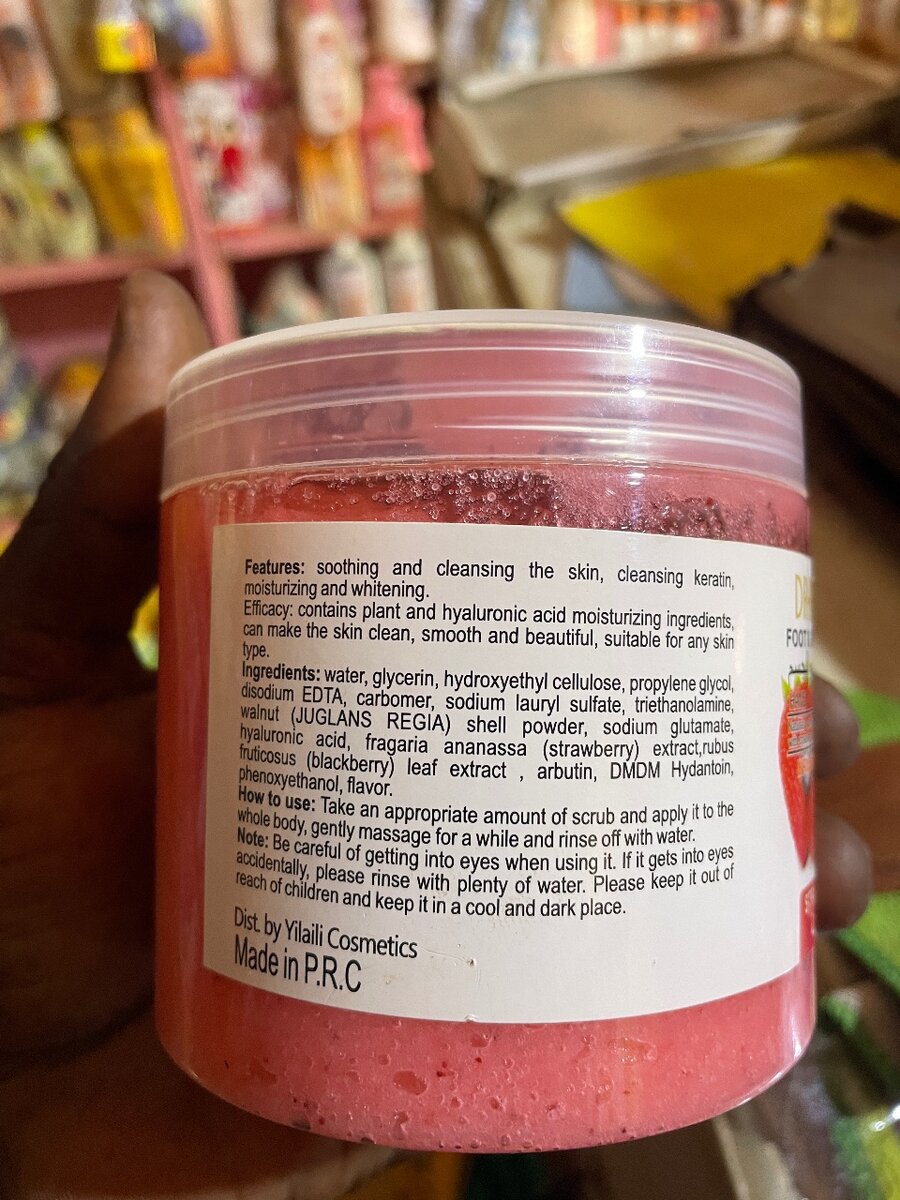 Features: soothing and cleansing the skin, cleansing keratin,
moisturizing and whitening.
Efficacy: contains plant and hyaluronic acid moisturizing ingredients,
can make the skin clean, smooth and beautiful, suitable for any skin
type.
Ingredients: water, glycerin, hydroxyethyl cellulose, propylene glycol,
disodium EDTA, carbomer, sodium lauryl sulfate, triethanolamine,
walnut (JUGLANS REGIA) shell powder, sodium glutamate,
hyaluronic acid, fragaria ananassa (strawberry) extract,rubus
fruticosus (blackberry) leaf extract , arbutin, DMDM Hydantoin,
phenoxyethanol, flavor.
How to use: Take an appropriate amount of scrub and apply it to the
whole body, gently massage for a while and rinse off with water.
Note: Be careful of getting into eyes when using it. If it gets into eyes
accidentally, please rinse with plenty of water. Please keep it out of
reach of children and keep it in a cool and dark place.
Dist. by Yilaili Cosmetics
Made in P.R.C
FOOT